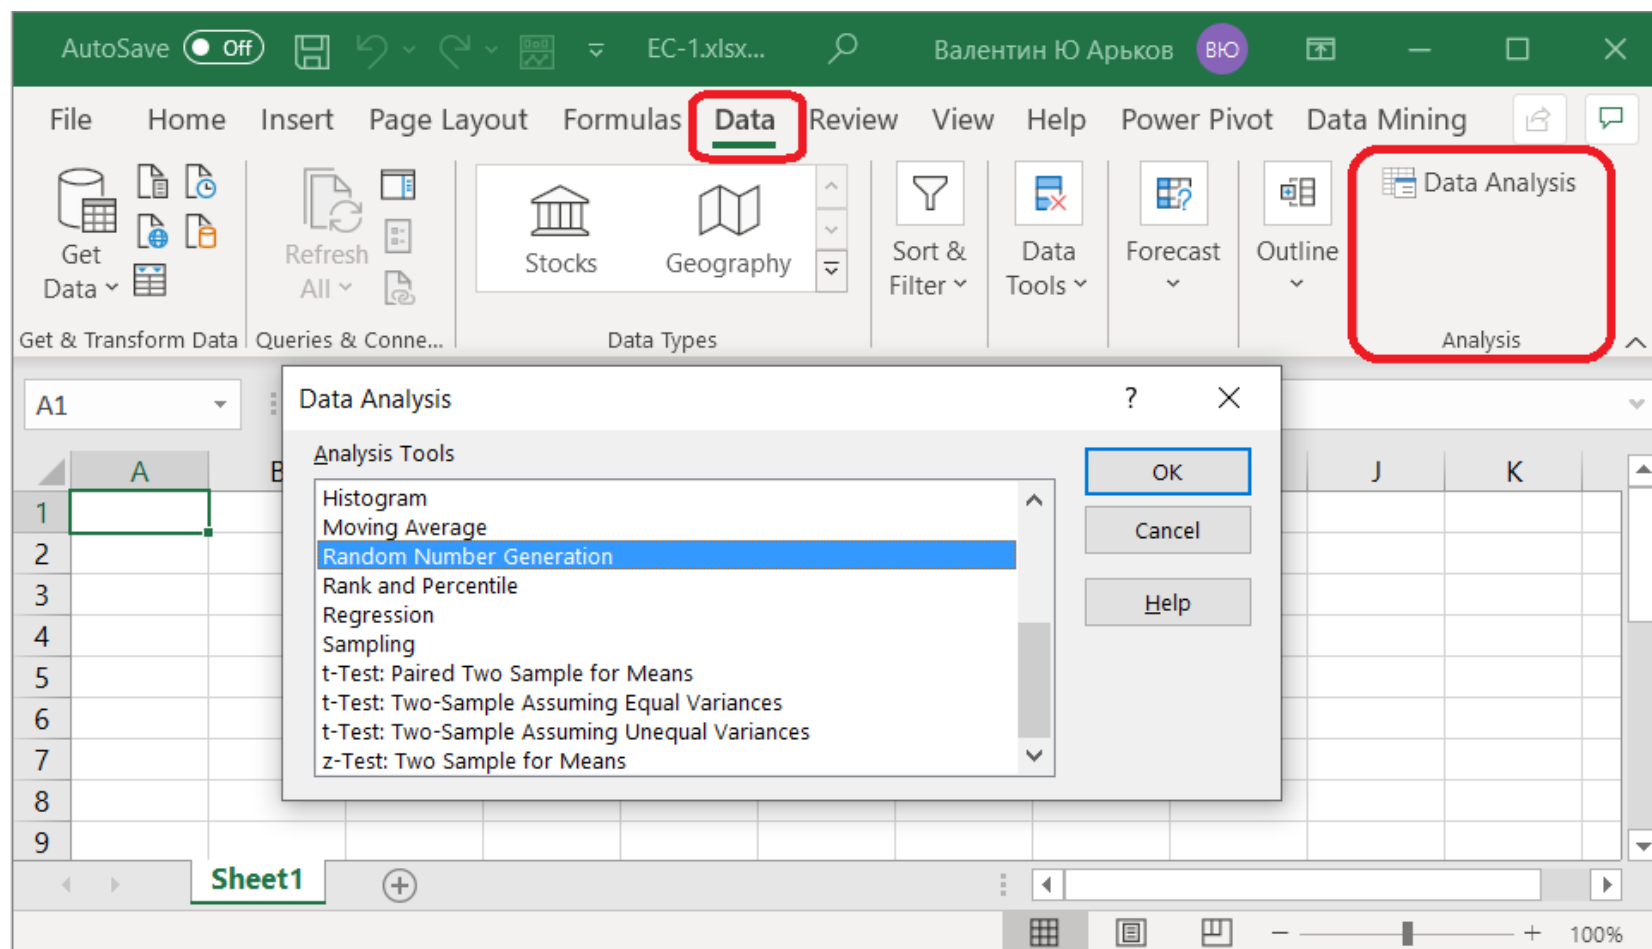 AutoSave Off EC-1.xlsx... Валентин Ю Арьков ВЮ
File Home Insert Page Layout Formulas Data Review View Help Power Pivot Data Mining
Get Data
Refresh All
Stocks
Geography
Sort & Filter
Data Tools
Forecast
Outline
Data Analysis
Get & Transform Data Queries & Conne... Data Types Analysis
A1
Data Analysis ?
Analysis Tools
Histogram
Moving Average
Random Number Generation
Rank and Percentile
Regression
Sampling
t-Test: Paired Two Sample for Means
t-Test: Two-Sample Assuming Equal Variances
t-Test: Two-Sample Assuming Unequal Variances
z-Test: Two Sample for Means
OK
Cancel
Help
A B J K
1
2
3
4
5
6
7
8
9
Sheet1
100%